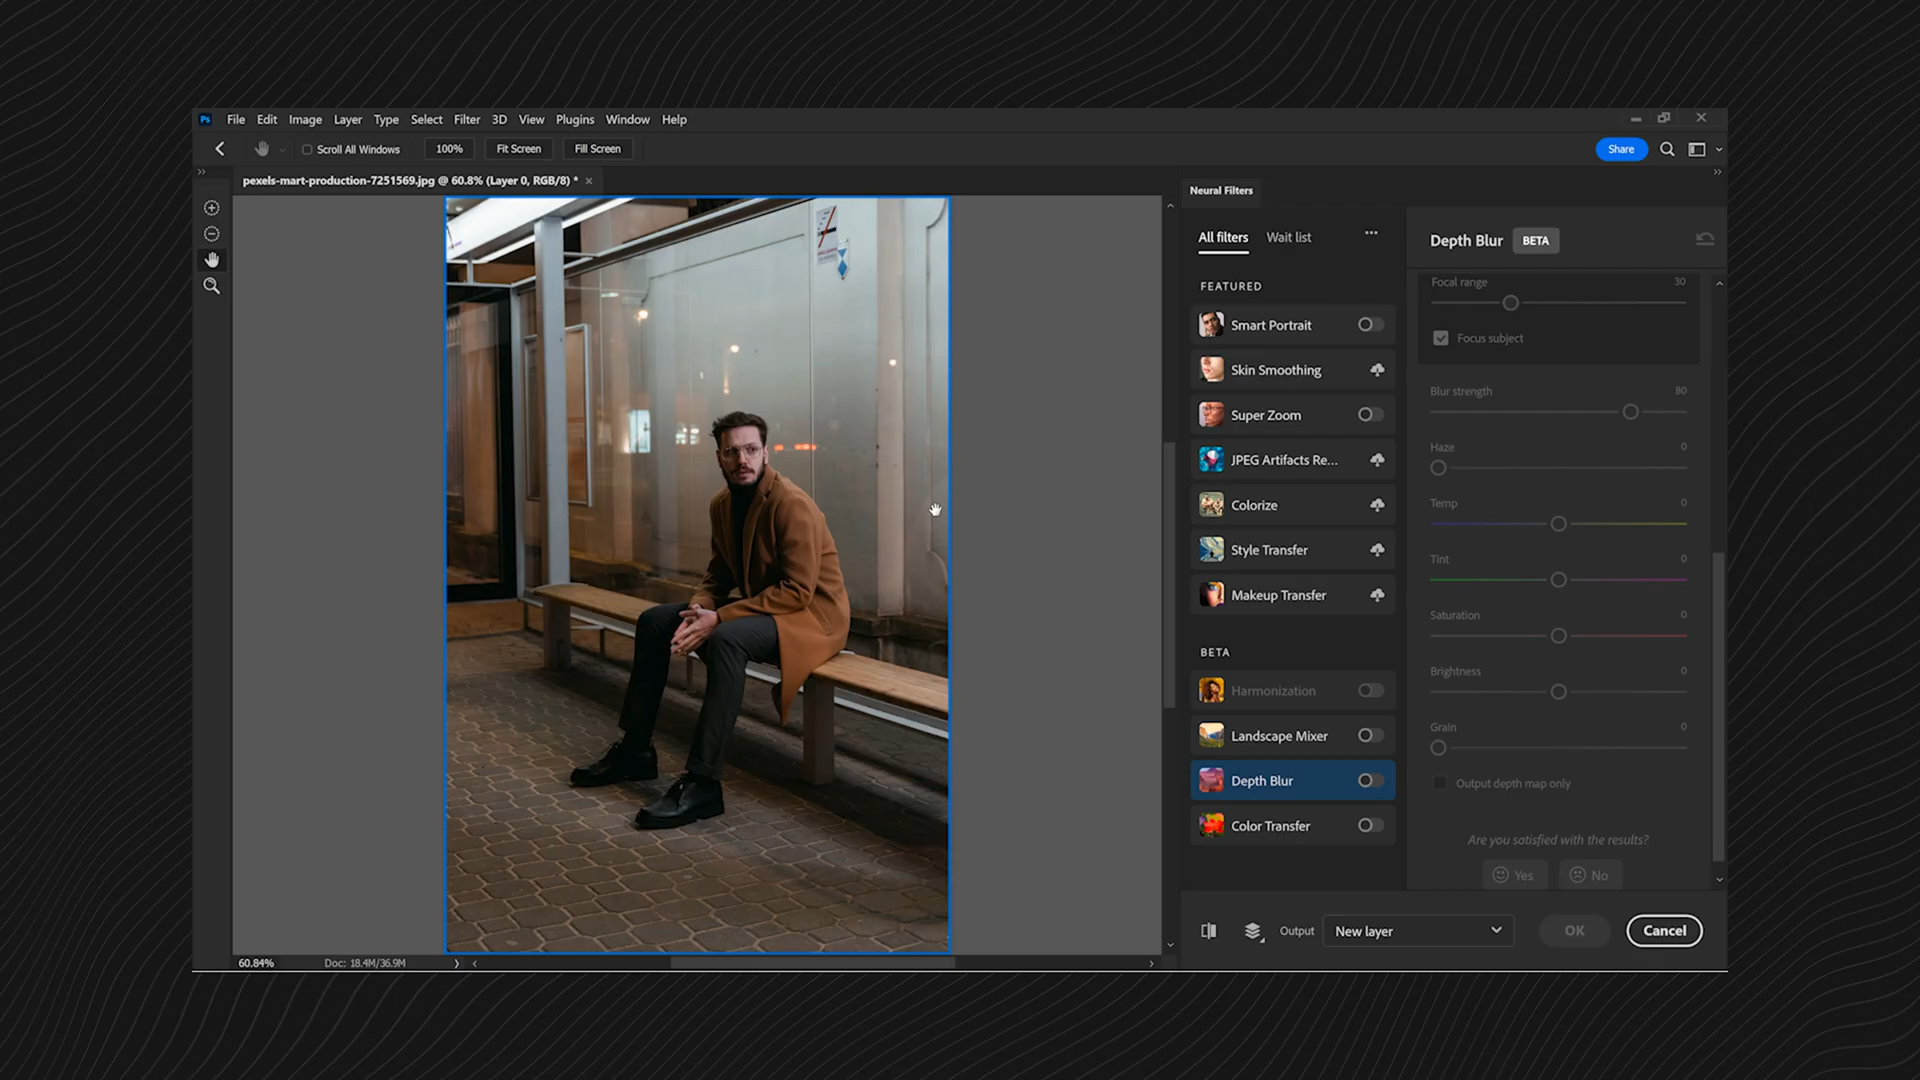 Ps File Edit Image Layer Type Select Filter 3D View Plugins Window Help
Scroll All Windows 100% Fit Screen Fill Screen Share
pexels-mart-production-7251569.jpg @ 60.8% (Layer 0, RGB/8) *
Neural Filters
All filters Wait list
FEATURED
Smart Portrait
Skin Smoothing
Super Zoom
JPEG Artifacts Re...
Colorize
Style Transfer
Makeup Transfer
BETA
Harmonization
Landscape Mixer
Depth Blur
Color Transfer
Depth Blur BETA
Focal range 30
Focus subject
Blur strength 80
Haze 0
Temp 0
Tint 0
Saturation 0
Brightness 0
Grain 0
Output depth map only
Are you satisfied with the results?
Yes No
Output New layer OK Cancel
60.84% Doc: 18.4M/36.9M